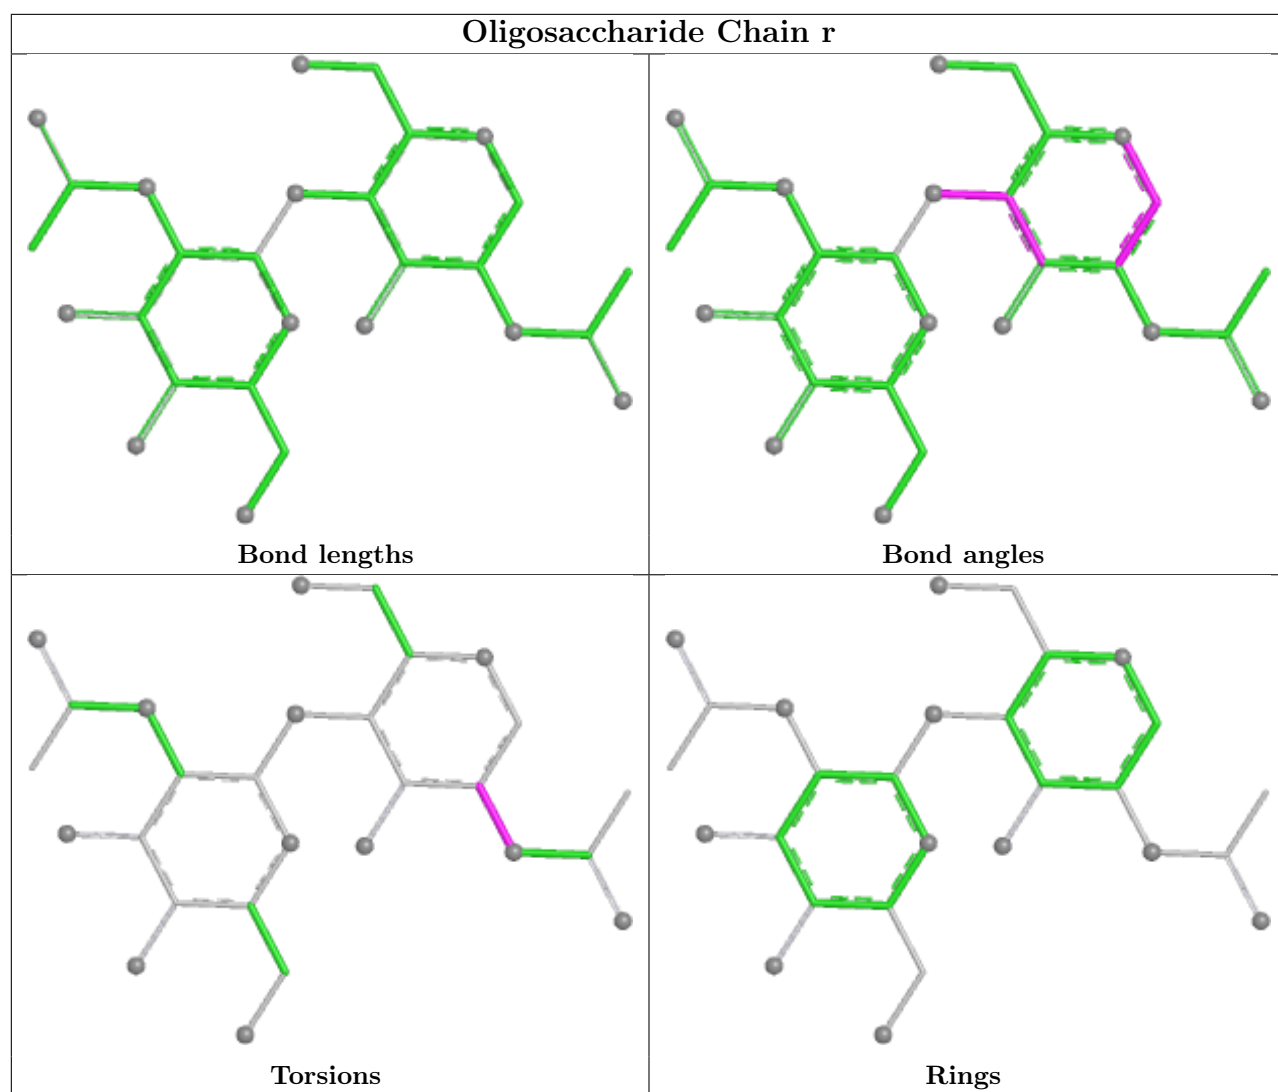 Oligosaccharide Chain r
Bond lengths
Bond angles
Torsions
Rings